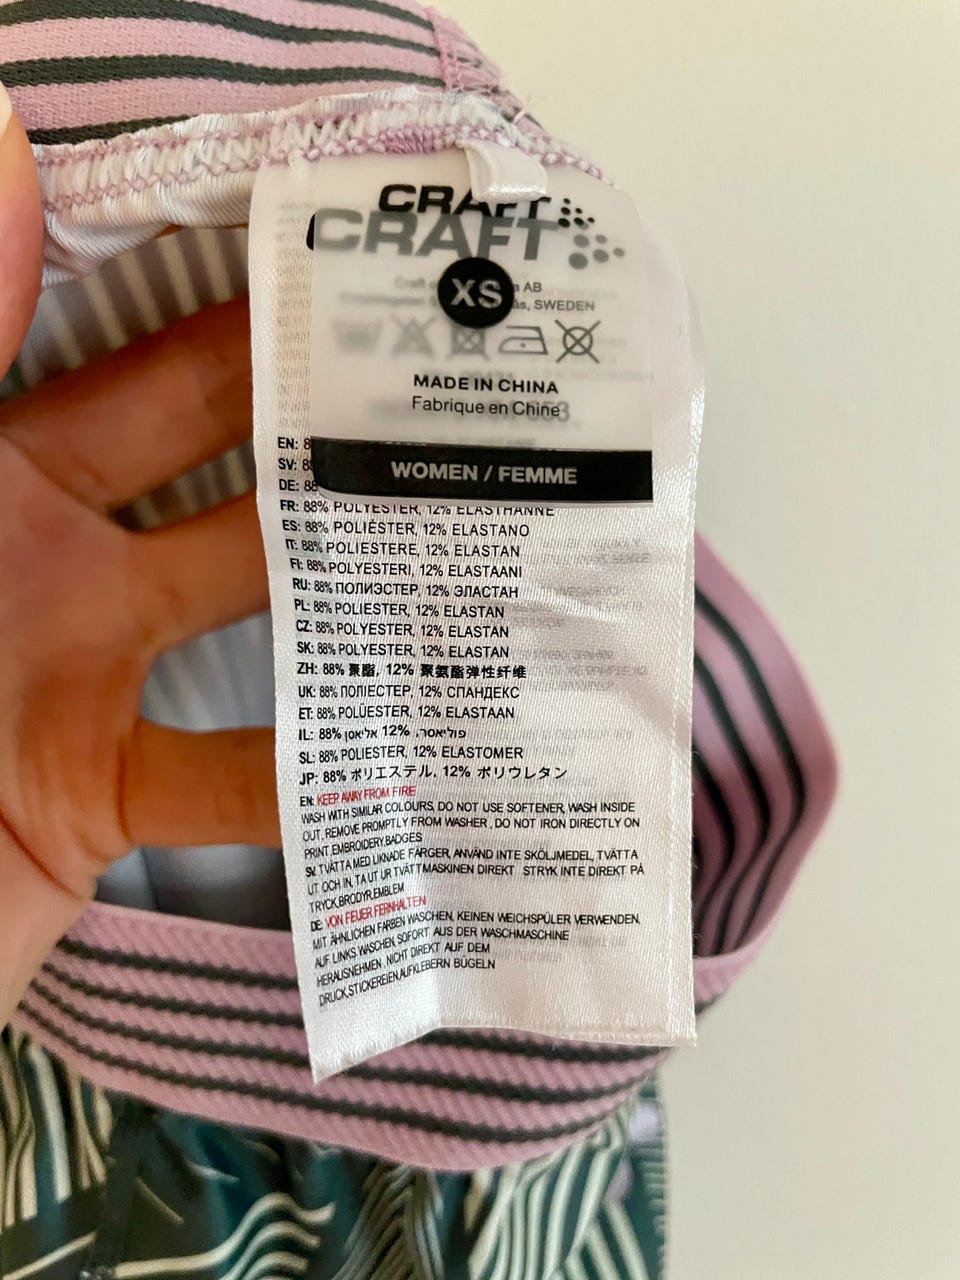 CRAFT
CRAFT
XS
AB
SWEDEN
MADE IN CHINA
Fabrique en Chine
WOMEN / FEMME
EN: 8
SV: 8
DE: 88
FR: 88% POLYESTER, 12% ELASTHANNE
ES: 88% POLIÉSTER, 12% ELASTANO
IT: 88% POLIESTERE, 12% ELASTAN
FI: 88% POLYESTERI, 12% ELASTAANI
RU: 88% ПОЛИЭСТЕР, 12% ЭЛАСТАН
PL: 88% POLIESTER, 12% ELASTAN
CZ: 88% POLYESTER, 12% ELASTAN
SK: 88% POLYESTER, 12% ELASTAN
ZH: 88% 聚酯, 12% 聚氨酯弹性纤维
UK: 88% ПОЛІЕСТЕР, 12% СПАНДЕКС
ET: 88% POLÜESTER, 12% ELASTAAN
IL: 88% פוליאסר, 12% אליאסן
SL: 88% POLIESTER, 12% ELASTOMER
JP: 88% ポリエステル, 12% ポリウレタン
EN: KEEP AWAY FROM FIRE
WASH WITH SIMILAR COLOURS, DO NOT USE SOFTENER, WASH INSIDE
OUT, REMOVE PROMPTLY FROM WASHER , DO NOT IRON DIRECTLY ON
PRINT, EMBROIDERY,BADGES
SV: TVÄTTA MED LIKNADE FÄRGER, ANVÄND INTE SKÖLJMEDEL, TVÄTTA
UT OCH IN, TA UT UR TVÄTTMASKINEN DIREKT STRYK INTE DIREKT PÅ
TRYCK,BRODYR,EMBLEM
DE: VON FEUER FERNHALTEN
MIT ÄHNLICHEN FARBEN WASCHEN, KEINEN WEICHSPÜLER VERWENDEN,
AUF LINKS WASCHEN, SOFORT AUS DER WASCHMASCHINE
HERAUSNEHMEN , NICHT DIREKT AUF DEM
DRUCK,STICKEREIEN,AUFKLEBERN BÜGELN